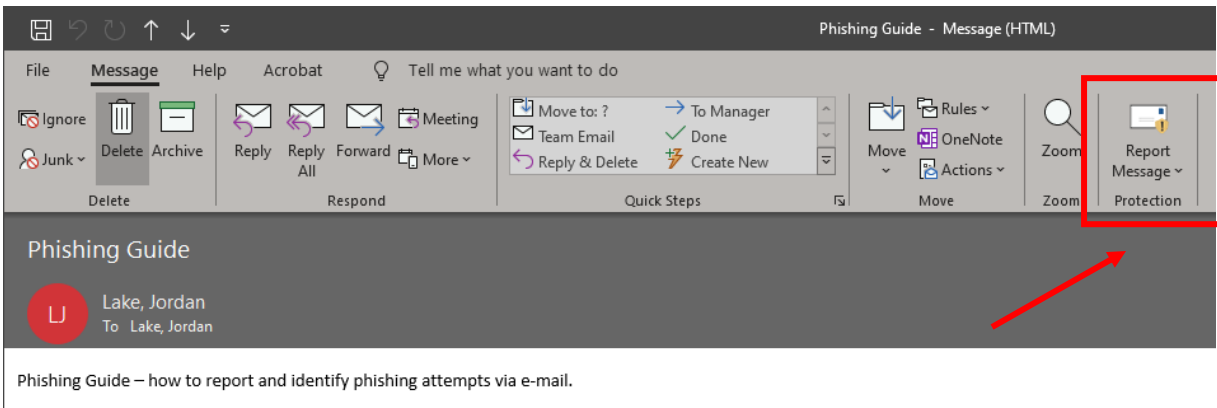 Phishing Guide - Message (HTML)
File Message Help Acrobat Tell me what you want to do
Ignore
Junk
Delete
Archive
Delete
Reply
Reply All
Forward
Meeting
More
Respond
Move to: ?
To Manager
Team Email
Done
Reply & Delete
Create New
Quick Steps
Move
Rules
OneNote
Actions
Move
Zoom
Zoom
Report
Message
Protection
Phishing Guide
LJ
Lake, Jordan
To Lake, Jordan
Phishing Guide – how to report and identify phishing attempts via e-mail.